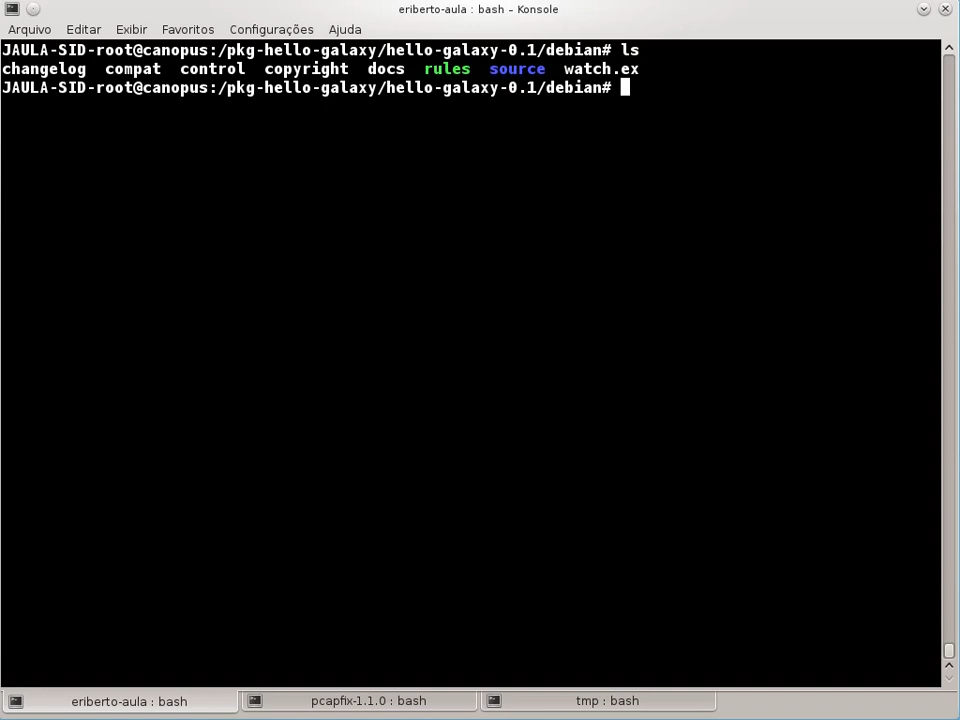 eriberto-aula : bash – Konsole
Arquivo Editar Exibir Favoritos Configurações Ajuda
JAULA-SID-root@canopus:/pkg-hello-galaxy/hello-galaxy-0.1/debian# ls
changelog compat control copyright docs rules source watch.ex
JAULA-SID-root@canopus:/pkg-hello-galaxy/hello-galaxy-0.1/debian#
eriberto-aula : bash pcapfix-1.1.0 : bash tmp : bash